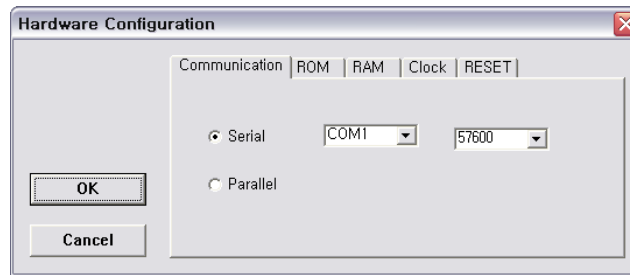 Hardware Configuration
Communication ROM RAM Clock RESET
Serial COM1 57600
Parallel
OK
Cancel